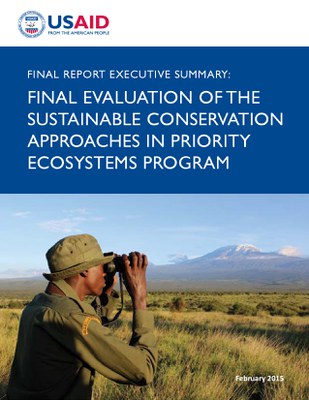 USAID
FROM THE AMERICAN PEOPLE
FINAL REPORT EXECUTIVE SUMMARY:
FINAL EVALUATION OF THE
SUSTAINABLE CONSERVATION
APPROACHES IN PRIORITY
ECOSYSTEMS PROGRAM
February 2015